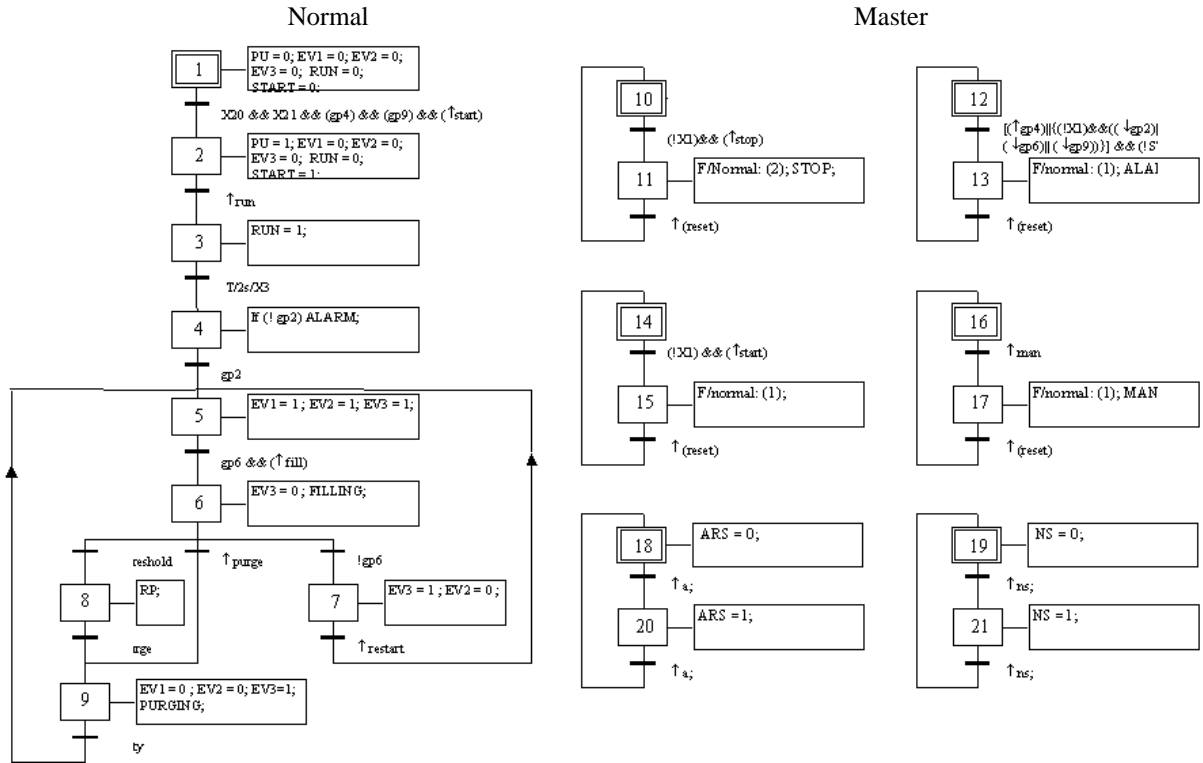 Normal
Master
1
PU = 0; EV1 = 0; EV2 = 0;
EV3 = 0; RUN = 0;
START = 0;
X20 && X21 && (gp4) && (gp9) && (↑start)
2
PU = 1; EV1 = 0; EV2 = 0;
EV3 = 0; RUN = 0;
START = 1;
↑run
3
RUN = 1;
T/2s/X3
4
If (! gp2) ALARM;
gp2
5
EV1 = 1 ; EV2 = 1; EV3 = 1;
gp6 && (↑fill)
6
EV3 = 0 ; FILLING;
reshold
↑purge
!gp6
8
RP;
7
EV3 = 1 ; EV2 = 0 ;
urge
↑restart
9
EV1 = 0 ; EV2 = 0; EV3=1;
PURGING;
ty
10
(!X1)&& (↑stop)
11
F/Normal: (2); STOP;
↑(reset)
12
[(↑gp4)||{(!X1)&&(( ↓gp2)|
( ↓gp6)|| ( ↓gp9))}] && (!S'
13
F/normal: (1); ALA
↑(reset)
14
(!X1) && (↑start)
15
F/normal: (1);
↑(reset)
16
↑man
17
F/normal: (1); MAN
↑(reset)
18
ARS = 0;
↑a;
20
ARS =1;
↑a;
19
NS = 0;
↑ns;
21
NS =1;
↑ns;